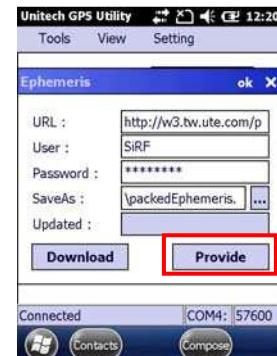 Unitech GPS Utility 12:20
Tools View Setting
Ephemeris ok X
URL : http://w3.tw.ute.com/p
User : SiRF
Password : ********
SaveAs : \packedEphemeris. ...
Updated :
Download Provide
Connected COM4: 57600
Contacts Compose